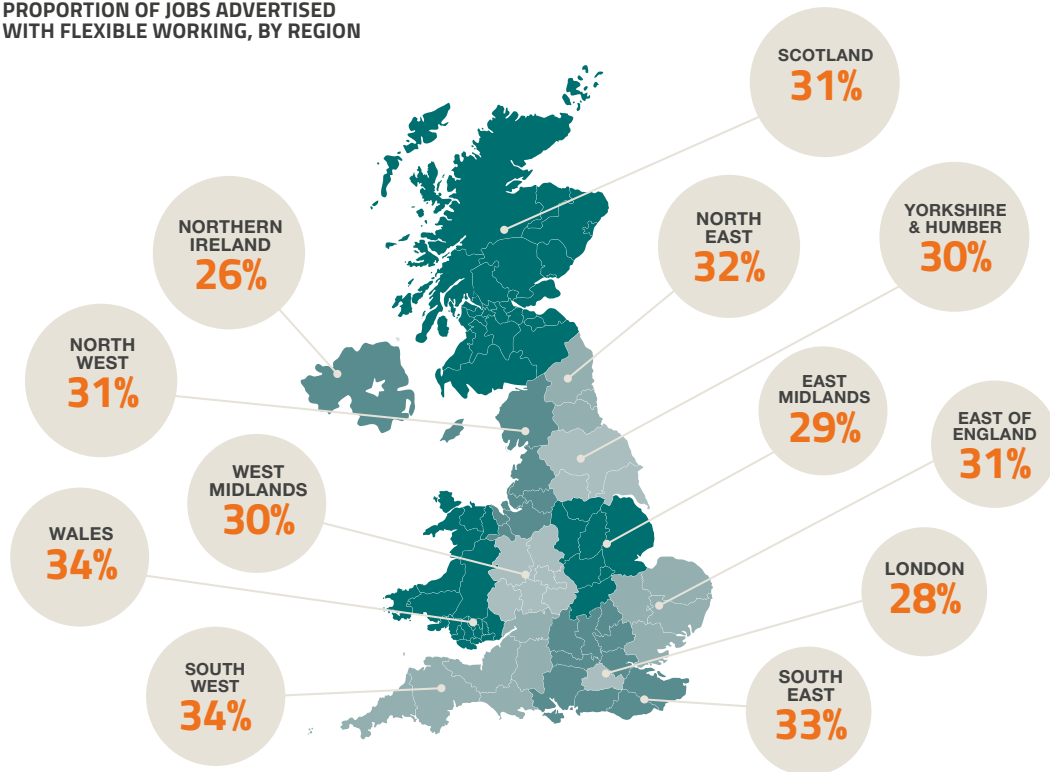 PROPORTION OF JOBS ADVERTISED
WITH FLEXIBLE WORKING, BY REGION
SCOTLAND
31%
NORTHERN
IRELAND
26%
NORTH
EAST
32%
YORKSHIRE
& HUMBER
30%
NORTH
WEST
31%
EAST
MIDLANDS
29%
EAST OF
ENGLAND
31%
WEST
MIDLANDS
30%
WALES
34%
LONDON
28%
SOUTH
WEST
34%
SOUTH
EAST
33%